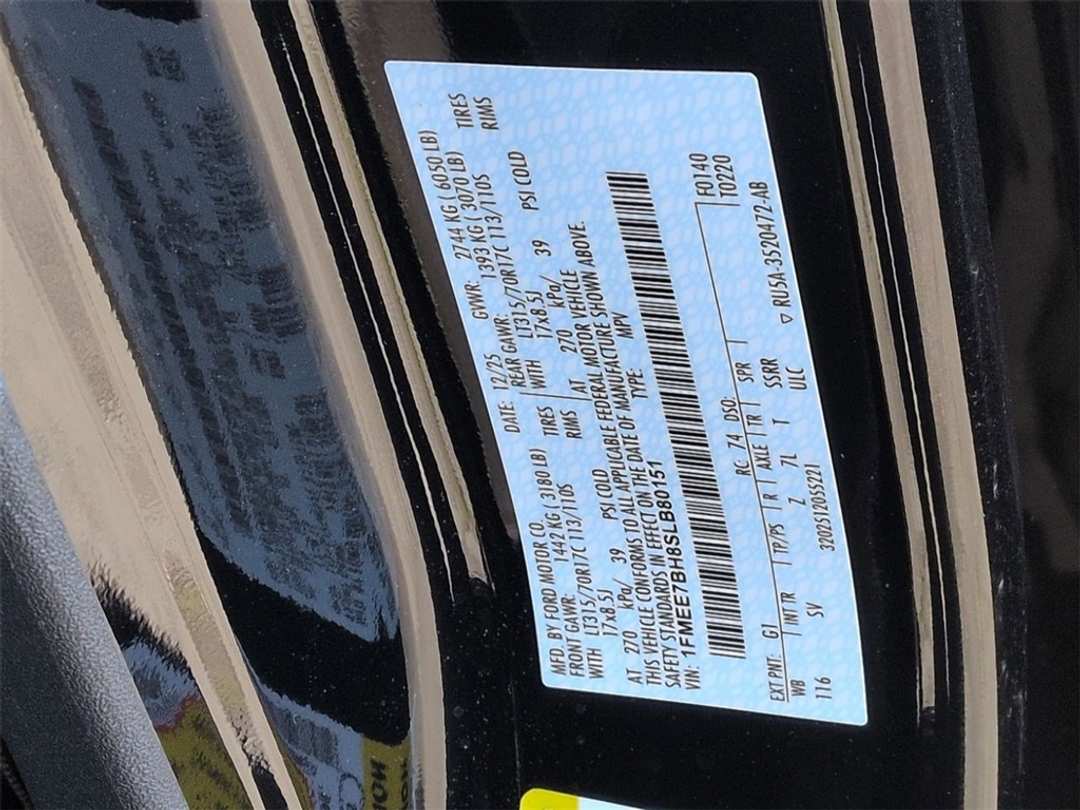 MFD. BY FORD MOTOR CO.
DATE: 12/25 GVWR: 2744 KG ( 6050 LB)
FRONT GAWR: 1442 KG ( 3180 LB) REAR GAWR: 1393 KG ( 3070 LB)
WITH LT315/70R17C 113/110S TIRES WITH LT315/70R17C 113/110S TIRES
17x8.5J RIMS 17x8.5J RIMS
AT 270 kPa/ 39 PSI COLD AT 270 kPa/ 39 PSI COLD
THIS VEHICLE CONFORMS TO ALL APPLICABLE FEDERAL MOTOR VEHICLE
SAFETY STANDARDS IN EFFECT ON THE DATE OF MANUFACTURE SHOWN ABOVE.
VIN: 1FMEE7BH8SLB80151 TYPE: MPV
EXT PNT: G1 RC: 74 DSO: F0140
WB INT TR TP/PS R AXLE TR SPR T0220
116 SV Z 7L T SSRR
ULC
3202512055221 ▽ RU5A-3520472-AB